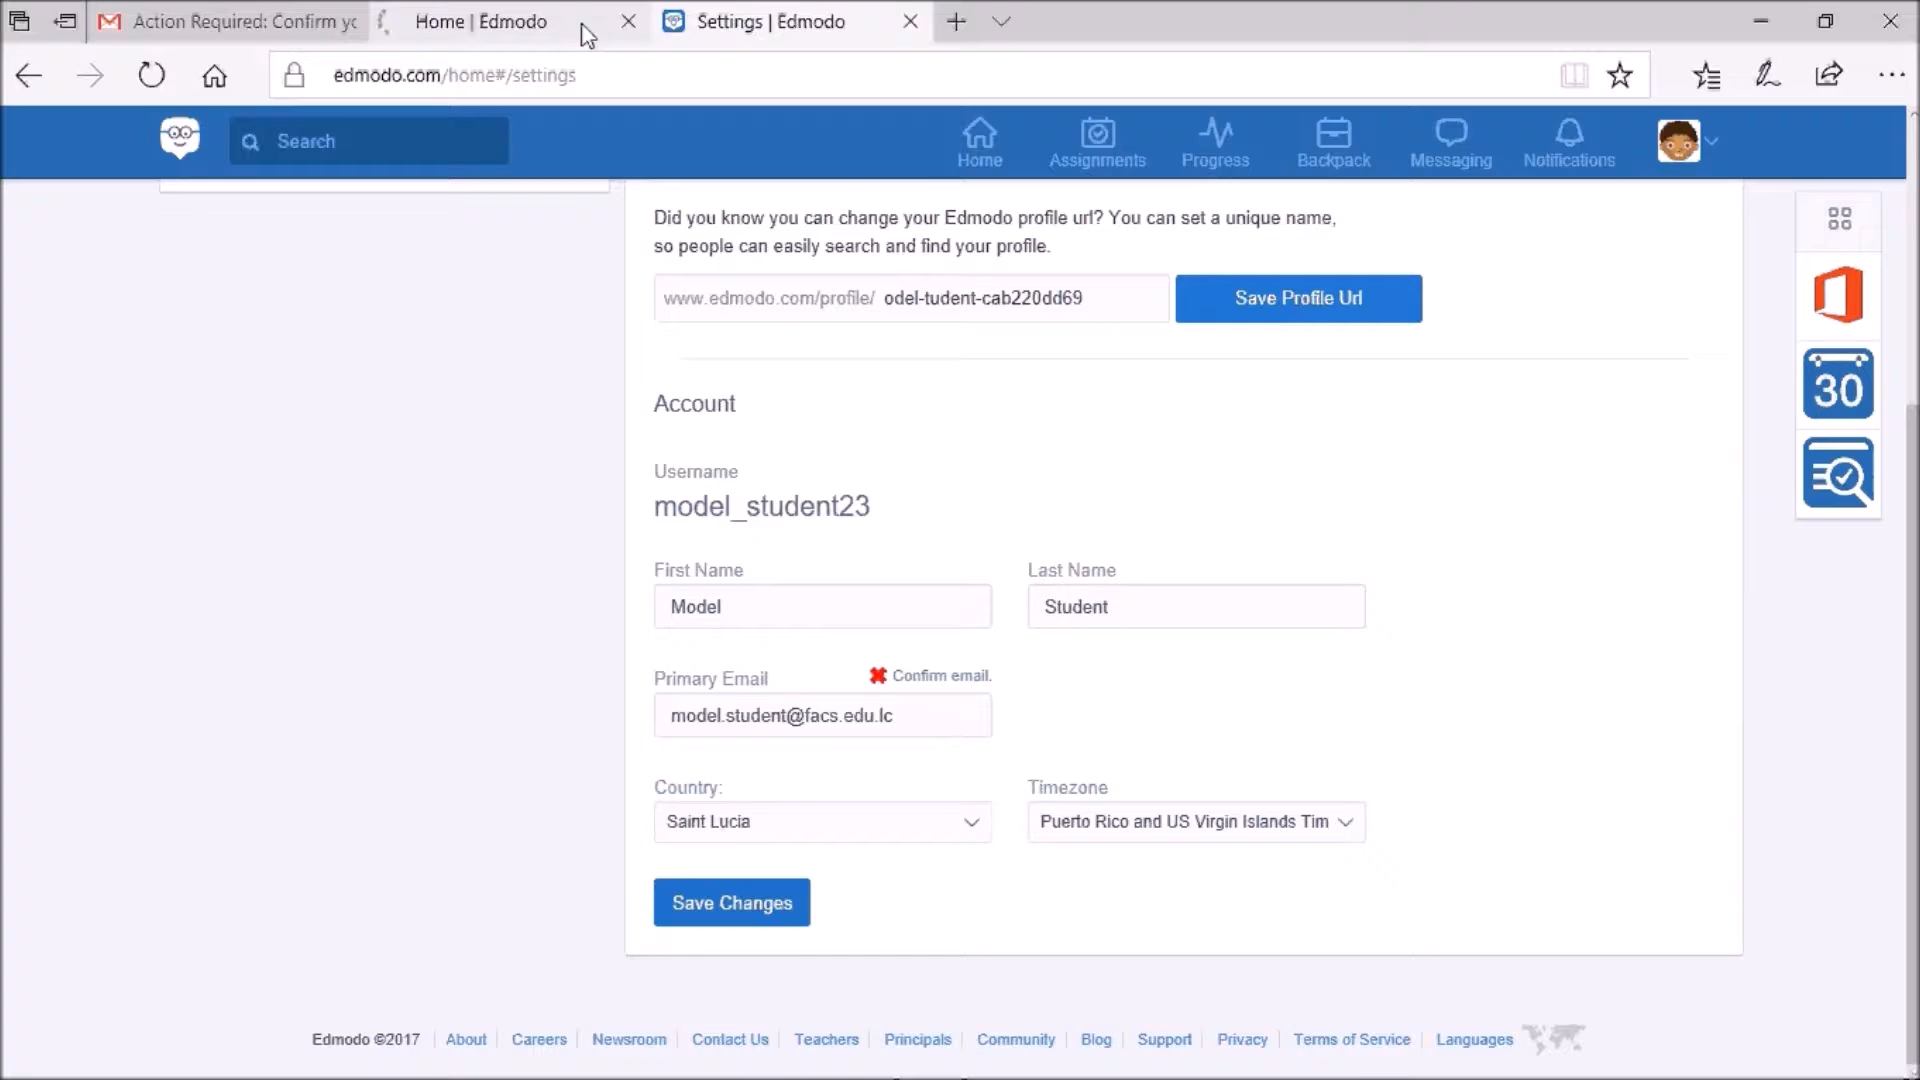 Action Required: Confirm yo
Home | Edmodo
Settings | Edmodo
edmodo.com/home#/settings
Search
Home
Assignments
Progress
Backpack
Messaging
Notifications
Did you know you can change your Edmodo profile url? You can set a unique name,
so people can easily search and find your profile.
www.edmodo.com/profile/ odel-tudent-cab220dd69
Save Profile Url
30
Account
Username
model_student23
First Name
Last Name
Model
Student
Primary Email
✖ Confirm email.
model.student@facs.edu.lc
Country:
Timezone
Saint Lucia
Puerto Rico and US Virgin Islands Tim
Save Changes
Edmodo ©2017
About
Careers
Newsroom
Contact Us
Teachers
Principals
Community
Blog
Support
Privacy
Terms of Service
Languages